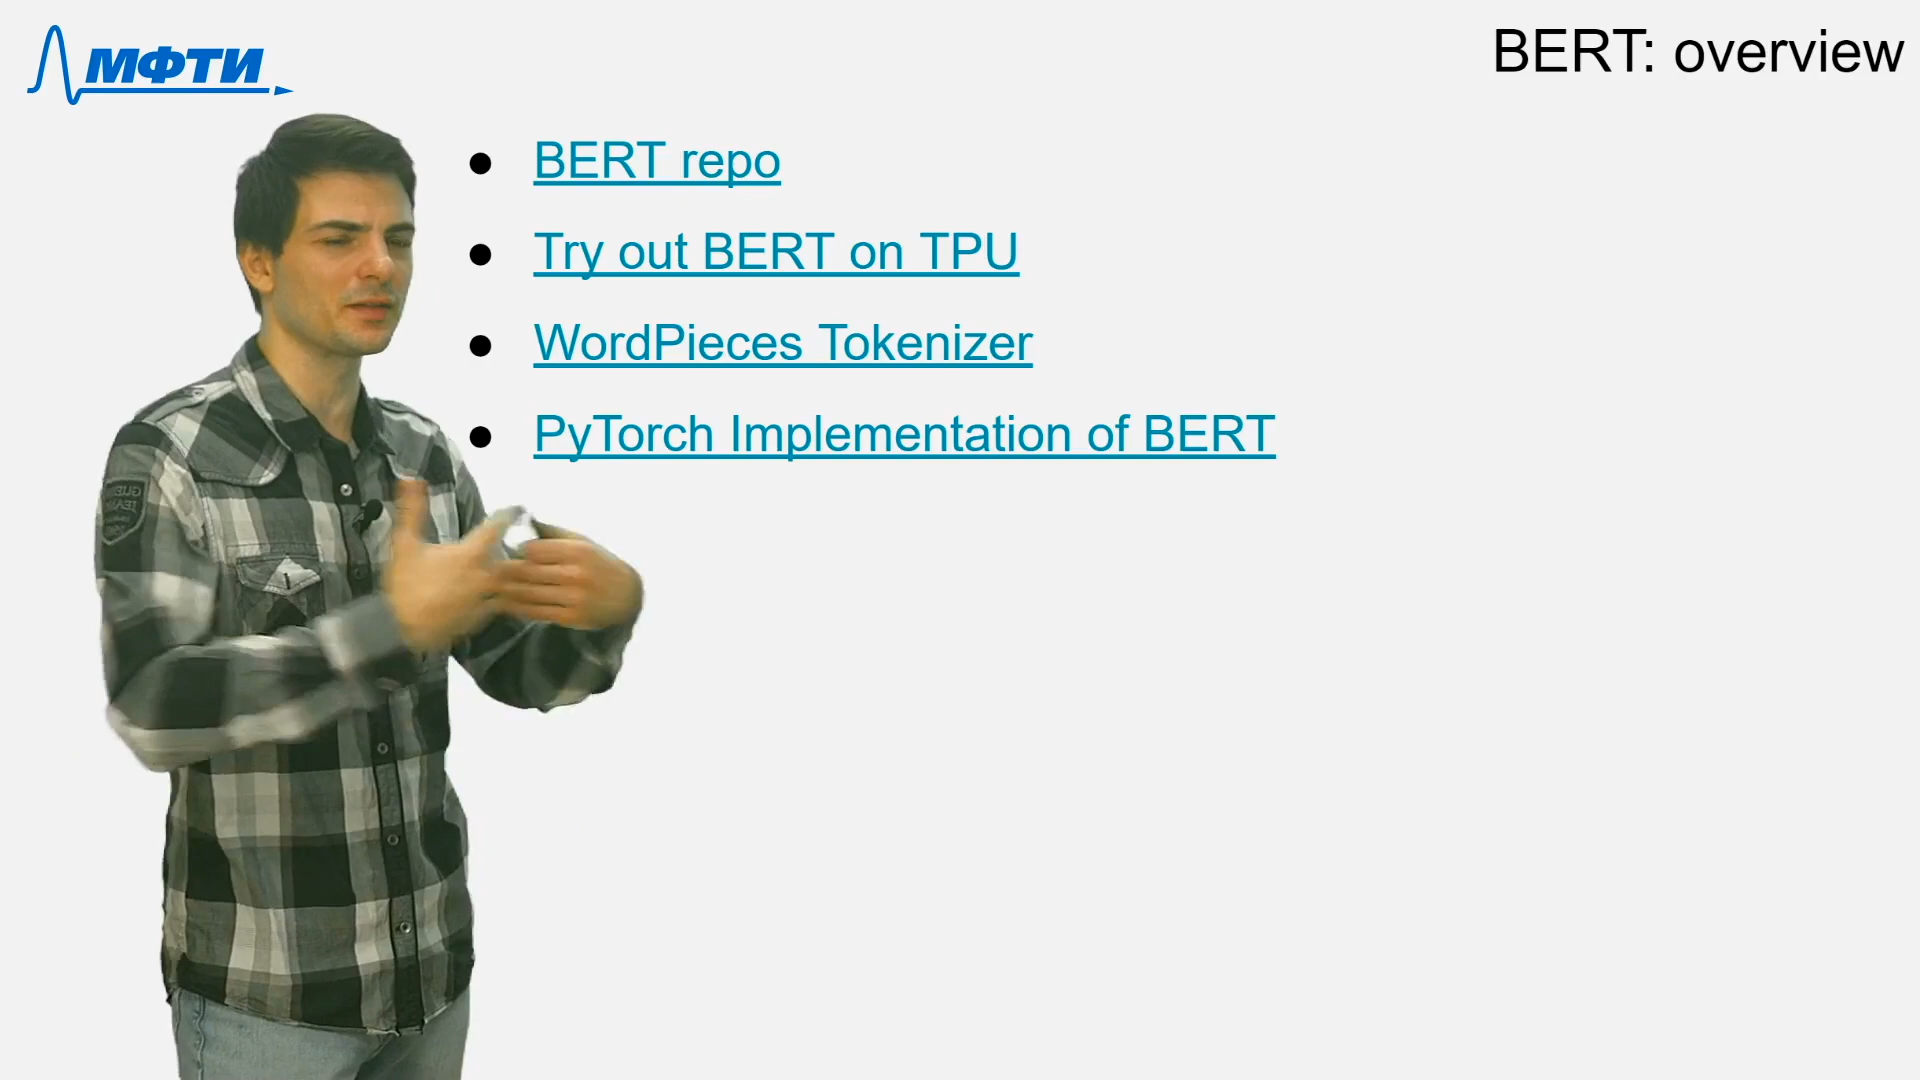 МФТИ
BERT: overview
BERT repo
Try out BERT on TPU
WordPieces Tokenizer
PyTorch Implementation of BERT